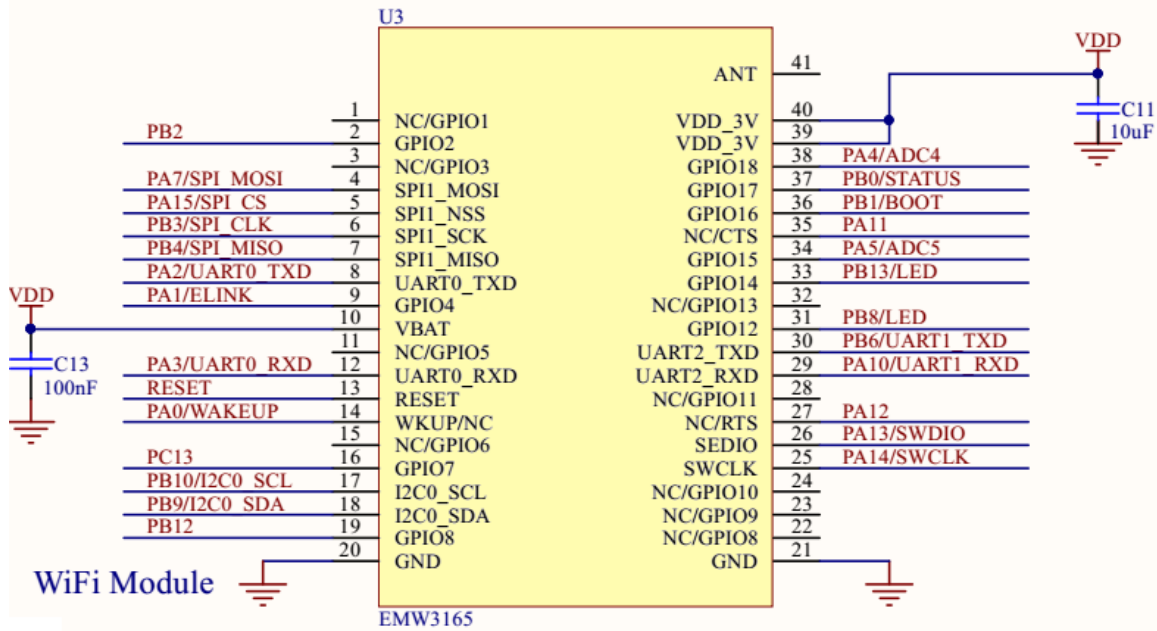 U3
41
ANT
VDD
1
NC/GPIO1
40
VDD_3V
C11
10uF
PB2
2
GPIO2
39
VDD_3V
3
NC/GPIO3
38
GPIO18
PA4/ADC4
PA7/SPI_MOSI
4
SPI1_MOSI
37
GPIO17
PB0/STATUS
PA15/SPI_CS
5
SPI1_NSS
36
GPIO16
PB1/BOOT
PB3/SPI_CLK
6
SPI1_SCK
35
NC/CTS
PA11
PB4/SPI_MISO
7
SPI1_MISO
34
GPIO15
PA5/ADC5
PA2/UART0_TXD
8
UART0_TXD
33
GPIO14
PB13/LED
VDD
PA1/ELINK
9
GPIO4
32
NC/GPIO13
10
VBAT
31
GPIO12
PB8/LED
11
NC/GPIO5
30
UART2_TXD
PB6/UART1_TXD
C13
100nF
PA3/UART0_RXD
12
UART0_RXD
29
UART2_RXD
PA10/UART1_RXD
RESET
13
RESET
28
NC/GPIO11
PA0/WAKEUP
14
WKUP/NC
27
NC/RTS
PA12
15
NC/GPIO6
26
SEDIO
PA13/SWDIO
PC13
16
GPIO7
25
SWCLK
PA14/SWCLK
PB10/I2C0_SCL
17
I2C0_SCL
24
NC/GPIO10
PB9/I2C0_SDA
18
I2C0_SDA
23
NC/GPIO9
PB12
19
GPIO8
22
NC/GPIO8
20
GND
21
GND
WiFi Module
EMW3165